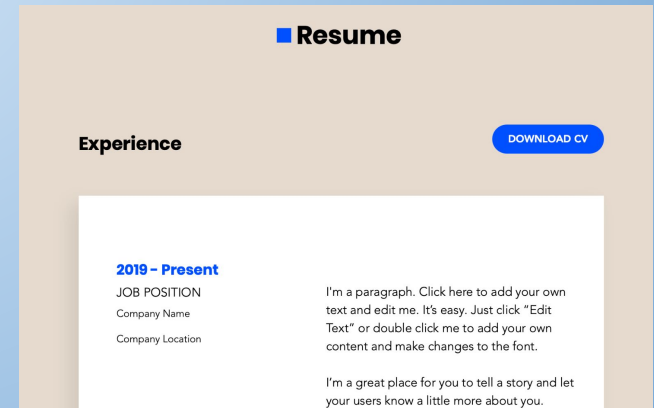 Resume
Experience
DOWNLOAD CV
2019 - Present
JOB POSITION
Company Name
Company Location
I'm a paragraph. Click here to add your own
text and edit me. It's easy. Just click “Edit
Text” or double click me to add your own
content and make changes to the font.
I’m a great place for you to tell a story and let
your users know a little more about you.